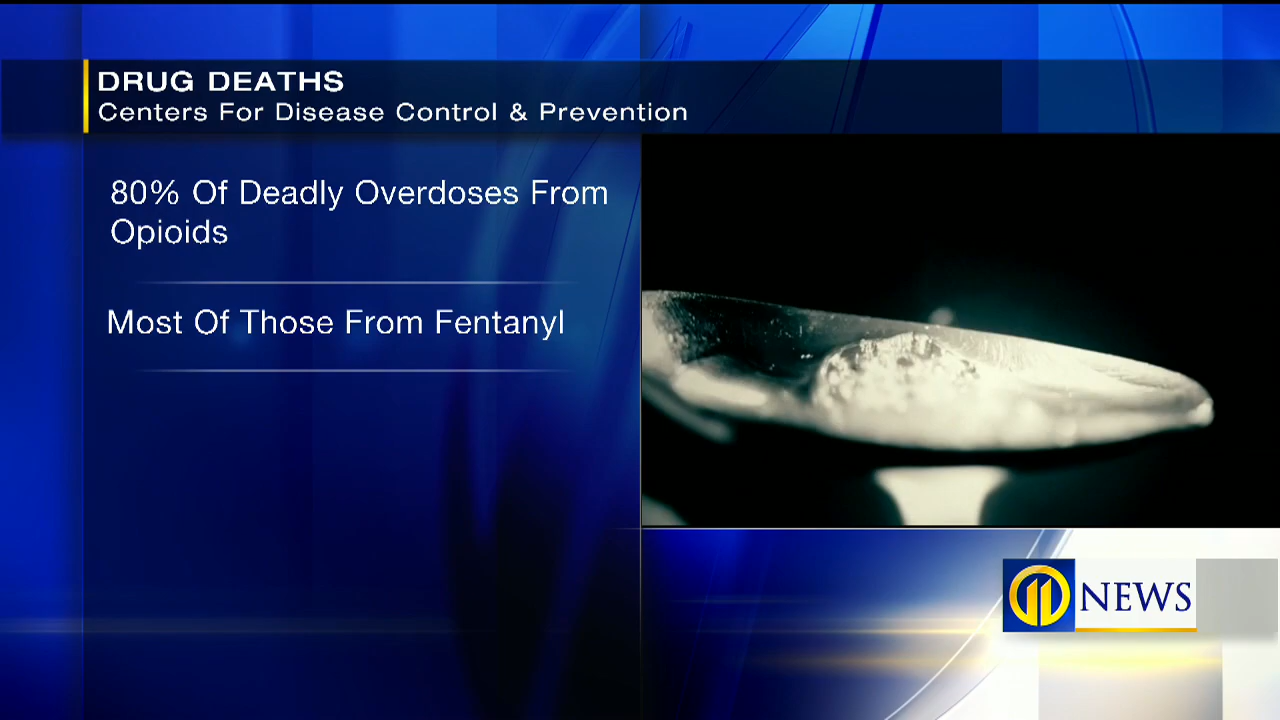 DRUG DEATHS
Centers For Disease Control & Prevention
80% Of Deadly Overdoses From
Opioids
Most Of Those From Fentanyl
11 NEWS